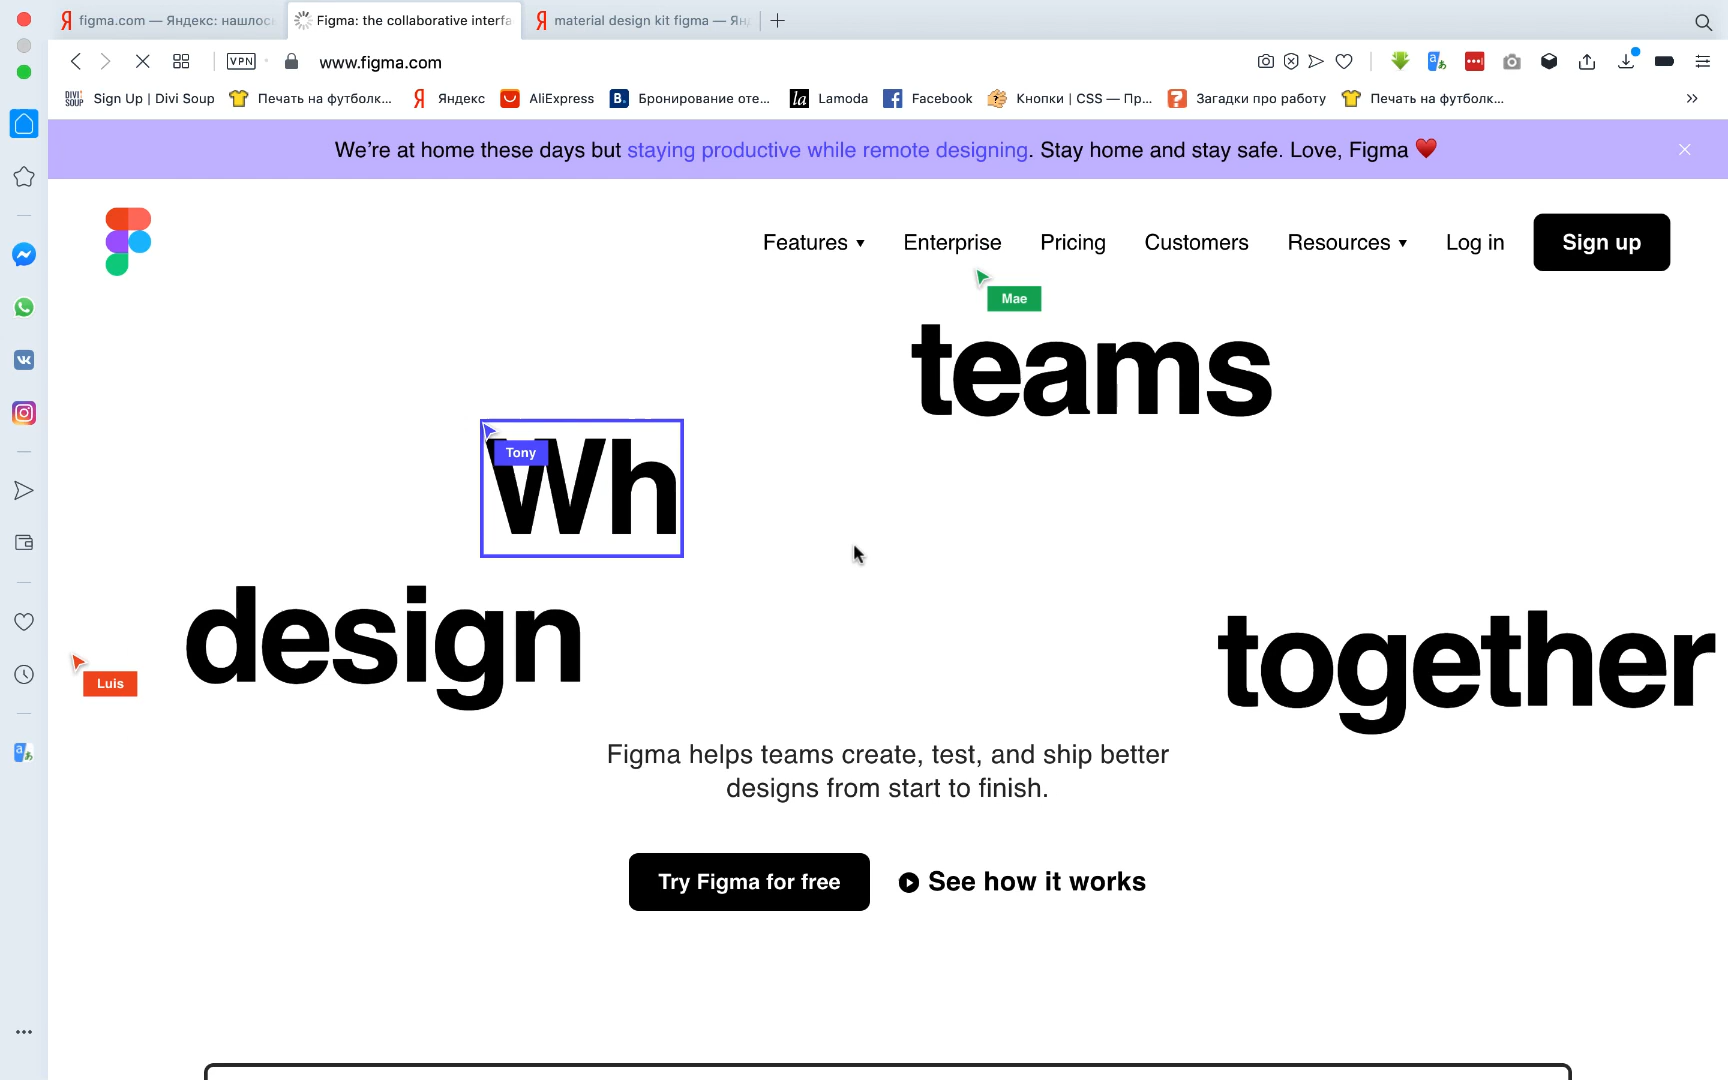 figma.com — Яндекс: нашлось
Figma: the collaborative interfa
material design kit figma — Ян
VPN
www.figma.com
Sign Up | Divi Soup
Печать на футболк...
Яндекс
AliExpress
Бронирование оте...
Lamoda
Facebook
Кнопки | CSS — Пр...
Загадки про работу
Печать на футболк...
We're at home these days but staying productive while remote designing. Stay home and stay safe. Love, Figma
Features
Enterprise
Pricing
Customers
Resources
Log in
Sign up
Mae
teams
Tony
Wh
design
together
Luis
Figma helps teams create, test, and ship better
designs from start to finish.
Try Figma for free
See how it works